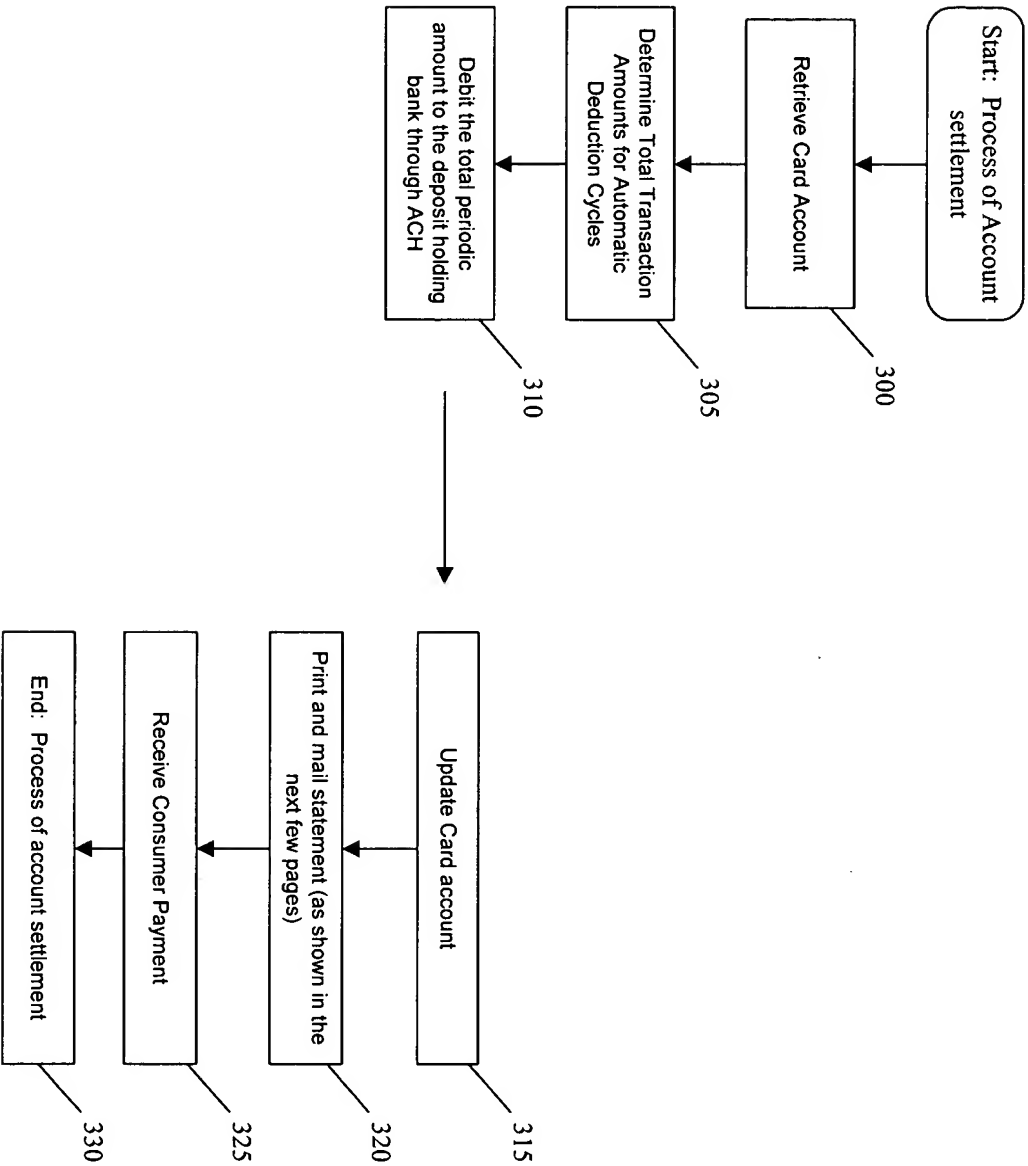 Start: Process of Account
settlement
Retrieve Card Account
300
Determine Total Transaction
Amounts for Automatic
Deduction Cycles
305
Debit the total periodic
amount to the deposit holding
bank through ACH
310
Update Card account
315
Print and mail statement (as shown in the
next few pages)
320
Receive Consumer Payment
325
End: Process of account settlement
330